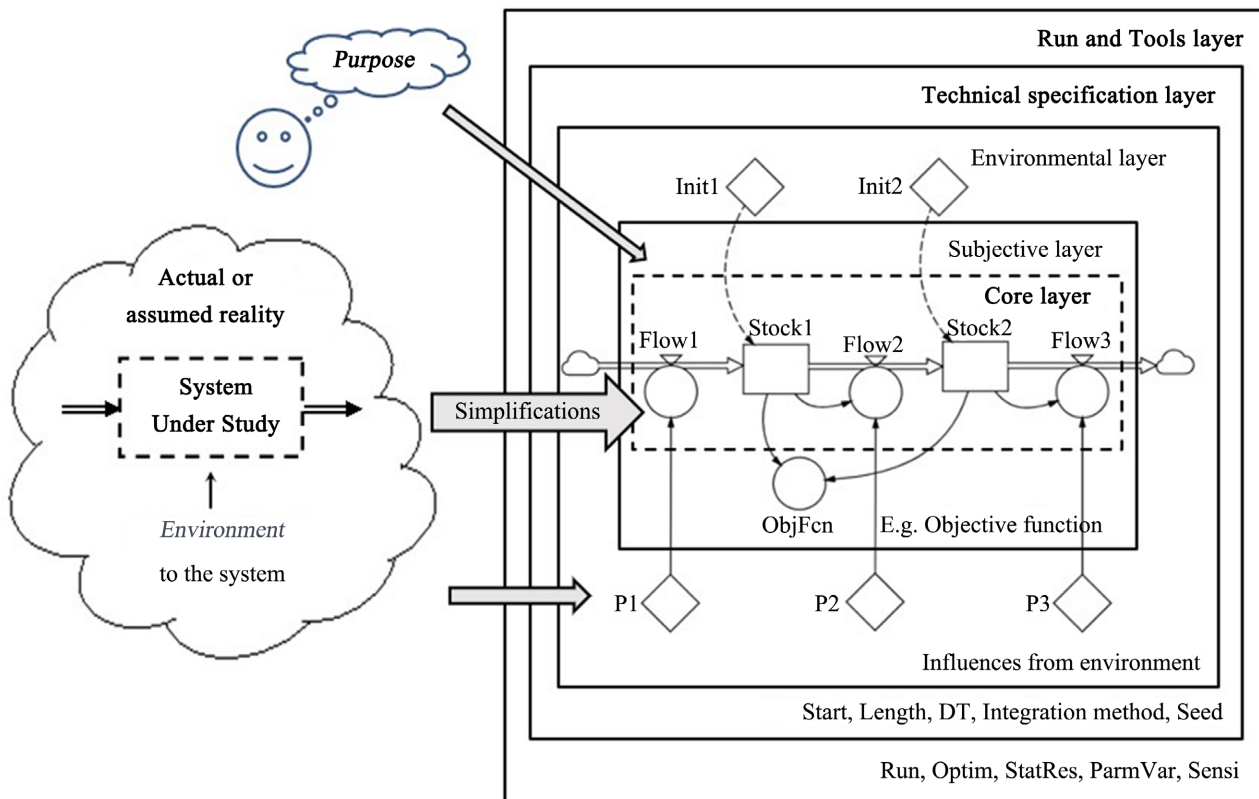 Purpose
Actual or
assumed reality
System
Under Study
Environment
to the system
Simplifications
Run and Tools layer
Technical specification layer
Environmental layer
Init1
Init2
Subjective layer
Core layer
Flow1
Stock1
Flow2
Stock2
Flow3
ObjFcn
E.g. Objective function
P1
P2
P3
Influences from environment
Start, Length, DT, Integration method, Seed
Run, Optim, StatRes, ParmVar, Sensi